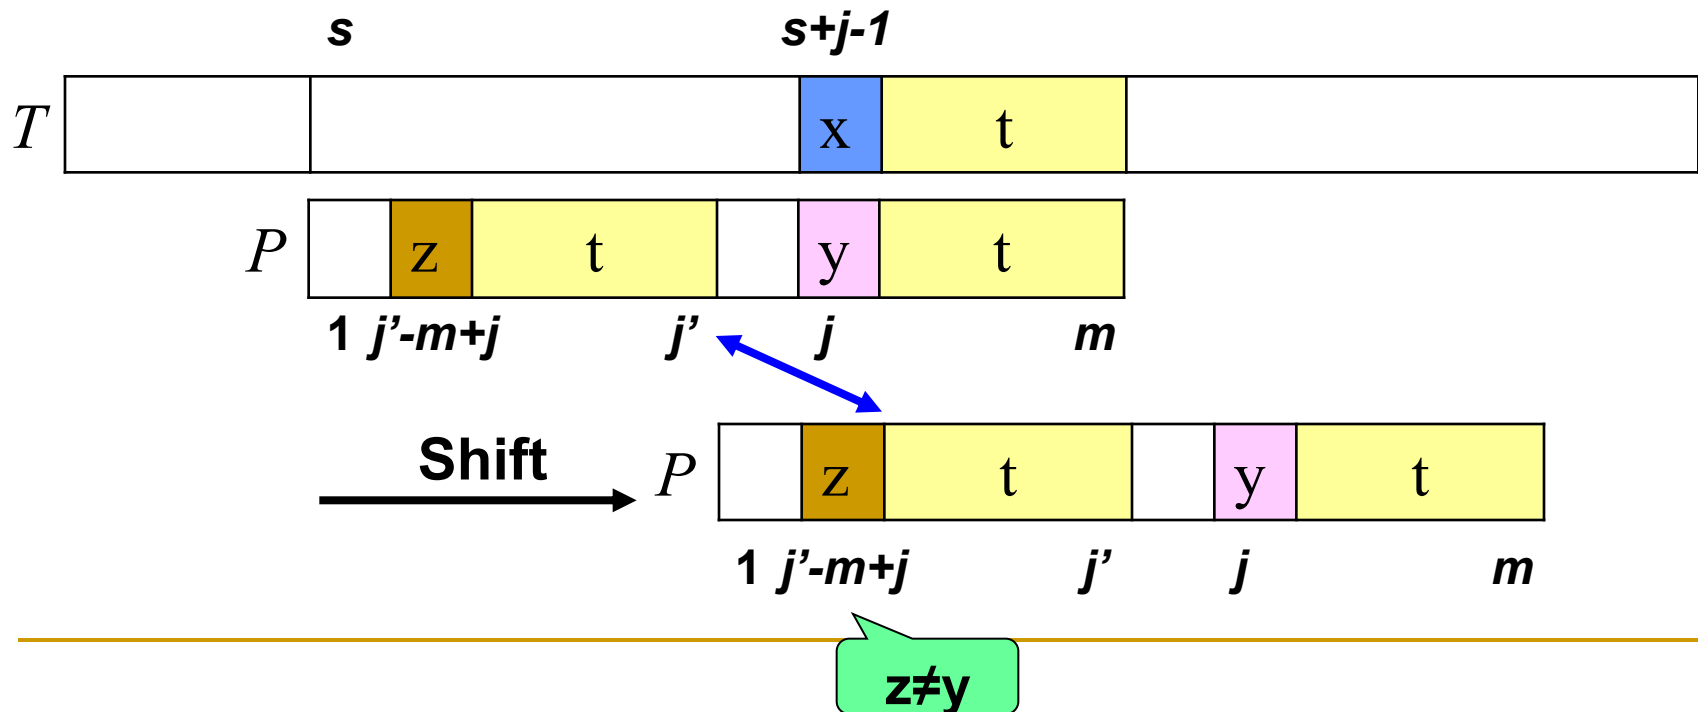 s s+j-1
T x t
P z t y t
1 j’-m+j j’ j m
Shift P z t y t
1 j’-m+j j’ j m
z≠y